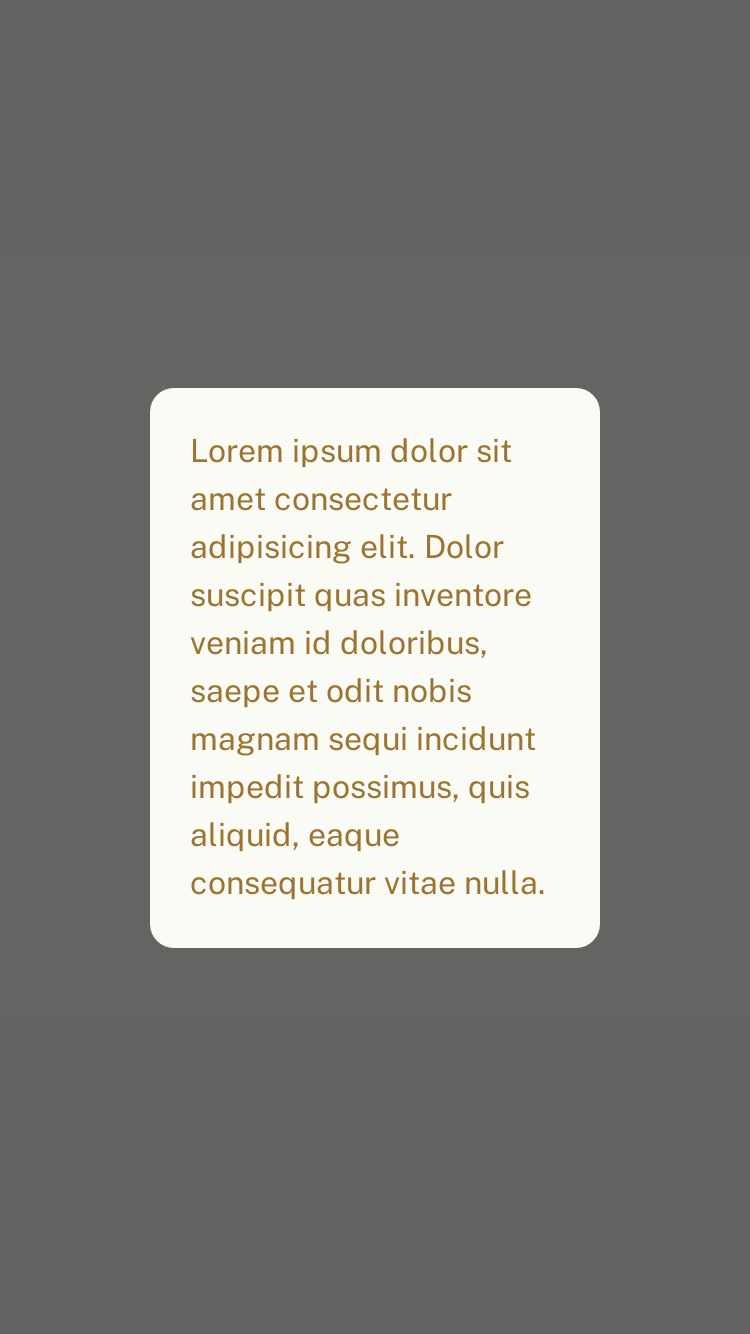 Lorem ipsum dolor sit
amet consectetur
adipisicing elit. Dolor
suscipit quas inventore
veniam id doloribus,
saepe et odit nobis
magnam sequi incidunt
impedit possimus, quis
aliquid, eaque
consequatur vitae nulla.